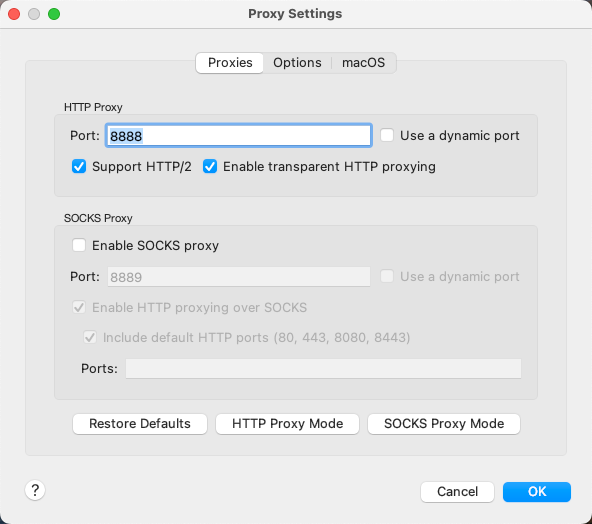 Proxy Settings
Proxies Options macOS
HTTP Proxy
Port: 8888 Use a dynamic port
Support HTTP/2 Enable transparent HTTP proxying
SOCKS Proxy
Enable SOCKS proxy
Port: 8889 Use a dynamic port
Enable HTTP proxying over SOCKS
Include default HTTP ports (80, 443, 8080, 8443)
Ports:
Restore Defaults HTTP Proxy Mode SOCKS Proxy Mode
? Cancel OK